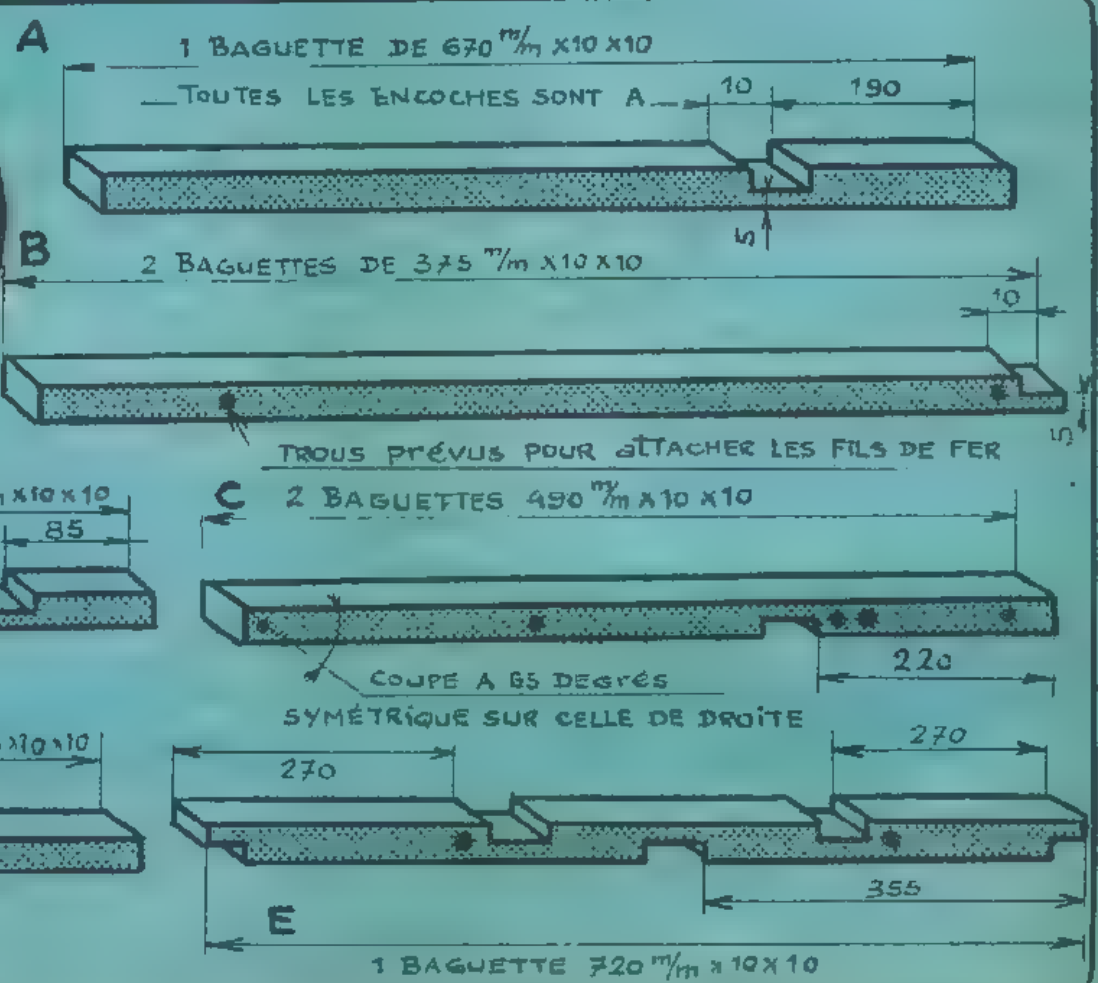 A
1 BAGUETTE DE 670 m/m x10 x10
TOUTES LES ENCOCHES SONT A
10
190
5
B
2 BAGUETTES DE 375 m/m x10 x10
10
5
TROUS PréVUS POUR aTTACHER LES FILS DE FER
x10 x10
85
C
2 BAGUETTES 490 m/m x10 x10
220
COUPE A 65 DEGrÉS
SYMÉTRIQUE SUR CELLE DE DROITE
x10 x10
270
270
355
E
1 BAGUETTE 720 m/m x 10 x 10